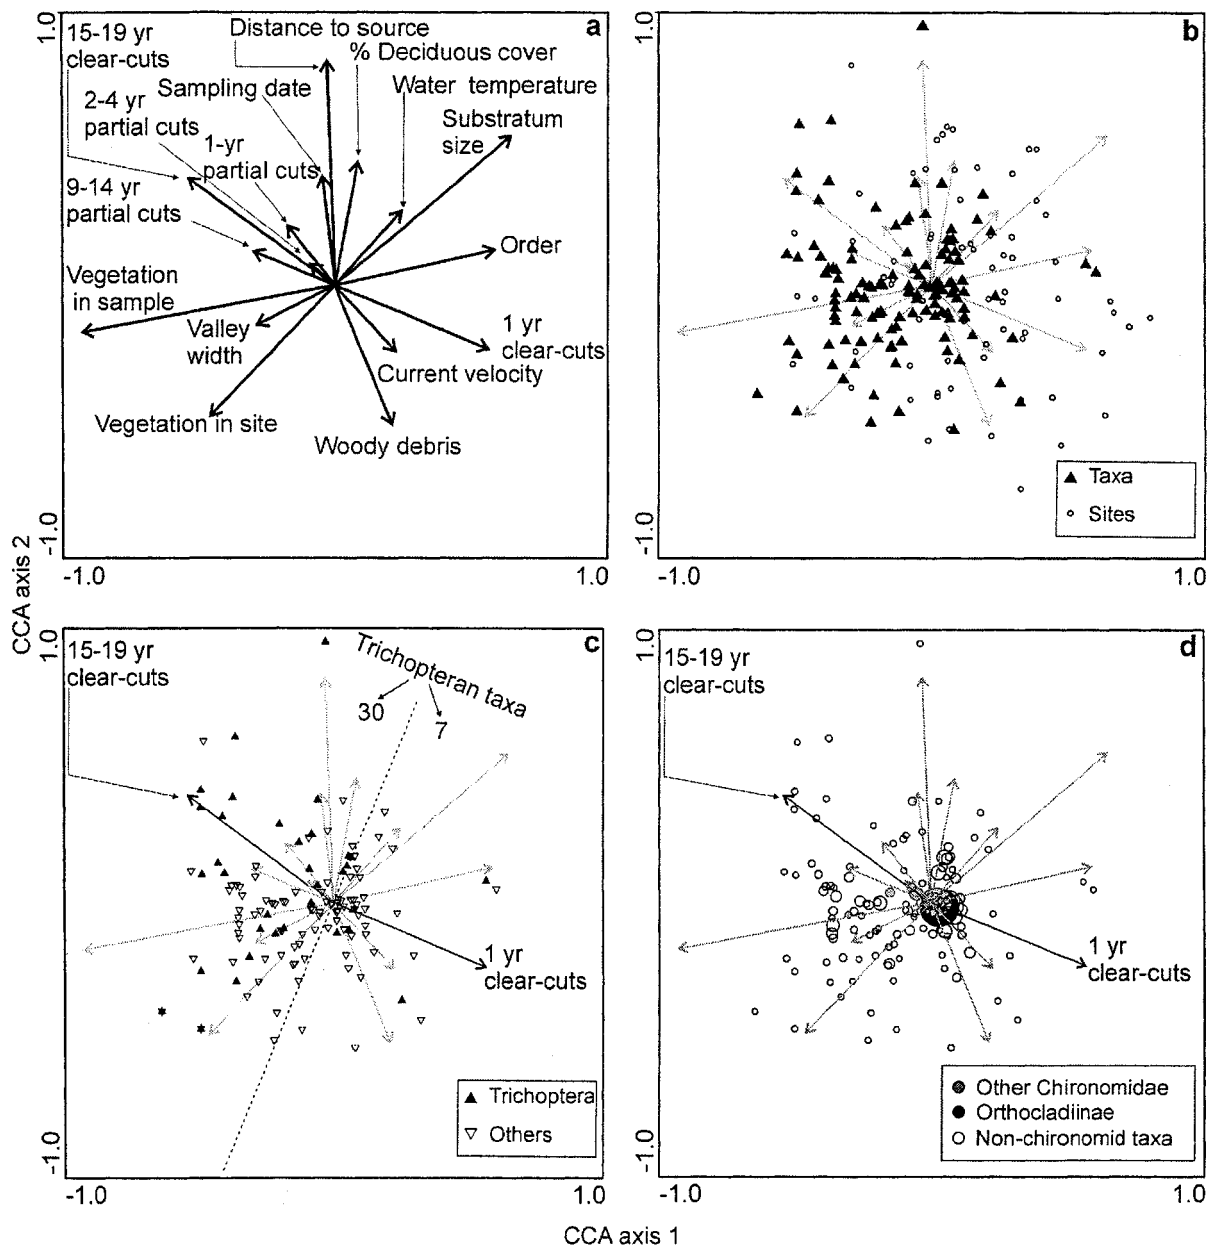 1.0
15-19 yr
clear-cuts
Distance to source
a
% Deciduous cover
Sampling date
Water temperature
2-4 yr
partial cuts
Substratum
size
1-yr
partial cuts
9-14 yr
partial cuts
Order
Vegetation
in sample
Valley
width
1 yr
clear-cuts
Current velocity
Vegetation in site
Woody debris
-1.0
-1.0
1.0
1.0
b
Taxa
Sites
-1.0
-1.0
1.0
CCA axis 2
1.0
15-19 yr
clear-cuts
Trichopteran taxa
c
30
7
1 yr
clear-cuts
Trichoptera
Others
-1.0
-1.0
1.0
1.0
15-19 yr
clear-cuts
d
1 yr
clear-cuts
Other Chironomidae
Orthocladiinae
Non-chironomid taxa
-1.0
-1.0
1.0
CCA axis 1